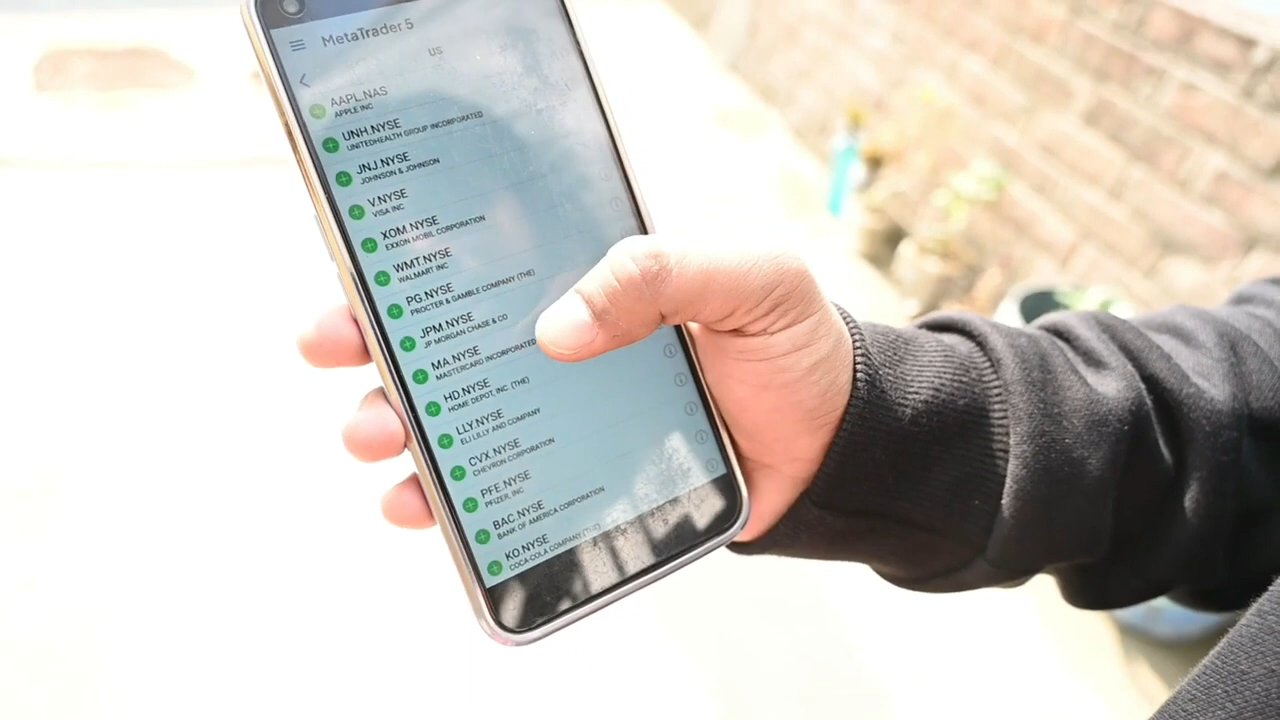 MetaTrader 5
US
AAPL.NAS
APPLE INC
UNH.NYSE
UNITEDHEALTH GROUP INCORPORATED
JNJ.NYSE
JOHNSON & JOHNSON
V.NYSE
VISA INC
XOM.NYSE
EXXON MOBIL CORPORATION
WMT.NYSE
WALMART INC
PG.NYSE
PROCTER & GAMBLE COMPANY (THE)
JPM.NYSE
JP MORGAN CHASE & CO
MA.NYSE
MASTERCARD INCORPORATED
HD.NYSE
HOME DEPOT, INC (THE)
LLY.NYSE
ELI LILLY AND COMPANY
CVX.NYSE
CHEVRON CORPORATION
PFE.NYSE
PFIZER, INC
BAC.NYSE
BANK OF AMERICA CORPORATION
KO.NYSE
COCA-COLA COMPANY (THE)